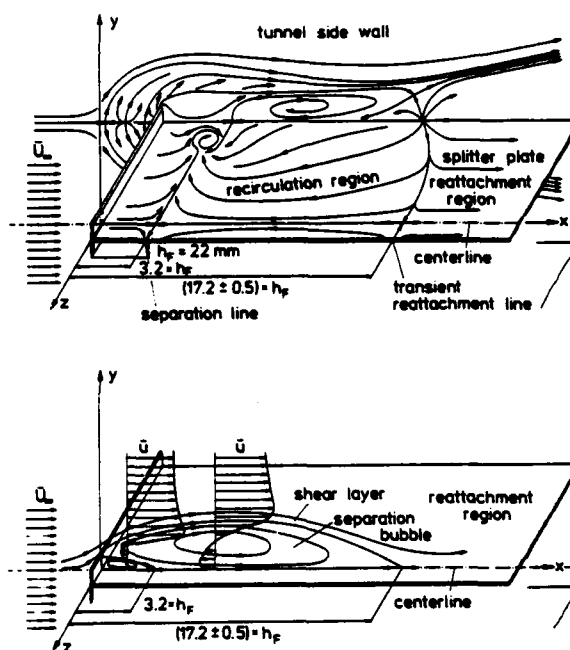 y
tunnel side wall
Ū∞
splitter plate
recirculation region
reattachment region
x
h_F = 22 mm
centerline
3.2 = h_F
z
(17.2 ± 0.5) = h_F
transient reattachment line
separation line
y
ū
ū
Ū∞
shear layer
reattachment region
separation bubble
x
centerline
3.2 = h_F
(17.2 ± 0.5) = h_F
z